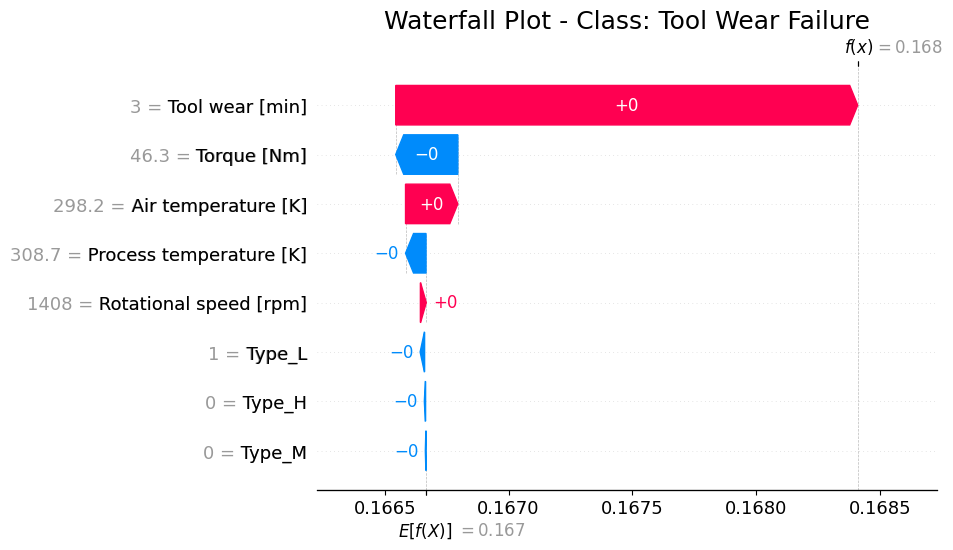 Waterfall Plot - Class: Tool Wear Failure
f(x) = 0.168
3 = Tool wear [min]
+0
46.3 = Torque [Nm]
−0
298.2 = Air temperature [K]
+0
308.7 = Process temperature [K]
−0
1408 = Rotational speed [rpm]
+0
1 = Type_L
−0
0 = Type_H
−0
0 = Type_M
−0
0.1665 0.1670 0.1675 0.1680 0.1685
E[f(X)] = 0.167